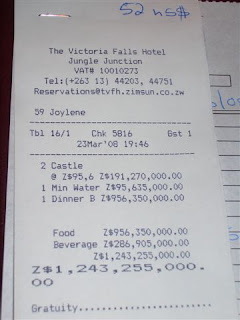 52 US$
The Victoria Falls Hotel
Jungle Junction
VAT# 10010273
Tel:(+263 13) 44203, 44751
Reservations@tvfh.zimsun.co.zw
59 Joylene
Tbl 16/1 Chk 5816 Gst 1
23Mar'08 19:46
2 Castle
@ Z$95,6 Z$191,270,000.00
1 Min Water Z$95,635,000.00
1 Dinner B Z$956,350,000.00
Food Z$956,350,000.00
Beverage Z$286,905,000.00
Z$1,243,255,000.00
Z$1,243,255,000.
00
Gratuity.......................